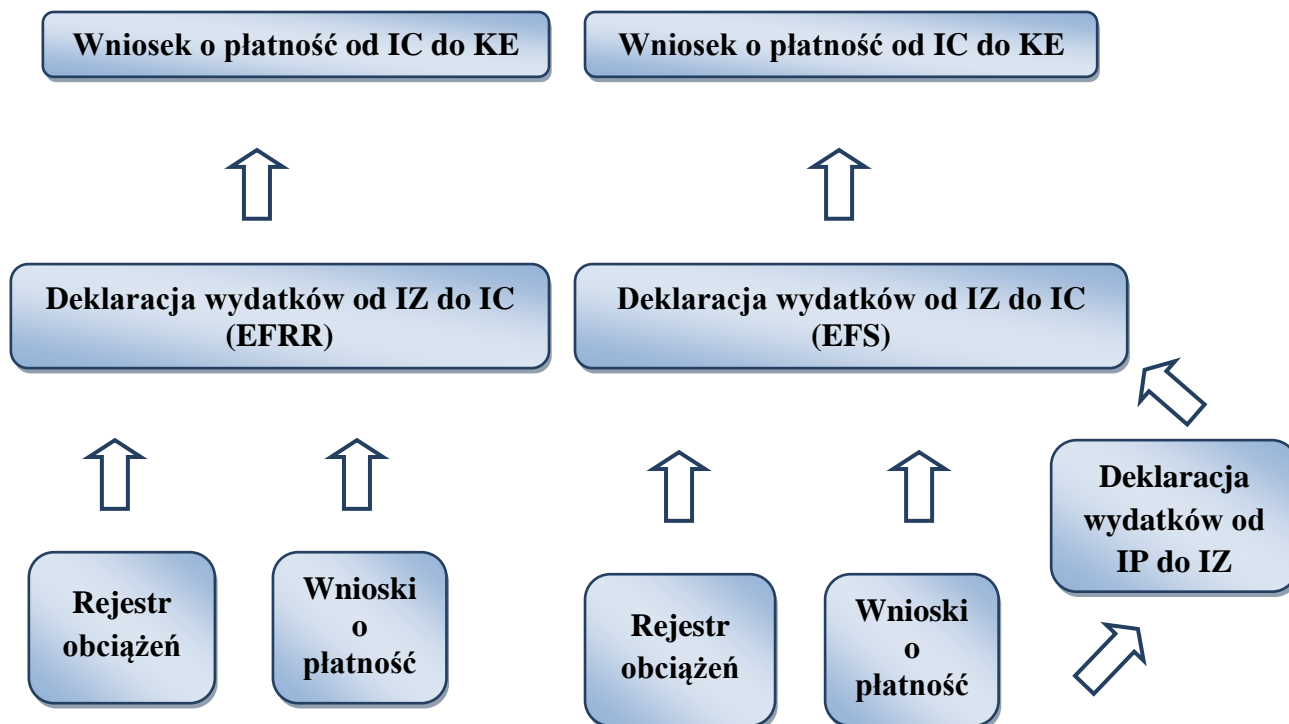 Wniosek o płatność od IC do KE
Wniosek o płatność od IC do KE
Deklaracja wydatków od IZ do IC
(EFRR)
Deklaracja wydatków od IZ do IC
(EFS)
Rejestr
obciążeń
Wnioski
o
płatność
Rejestr
obciążeń
Wnioski
o
płatność
Deklaracja
wydatków od
IP do IZ